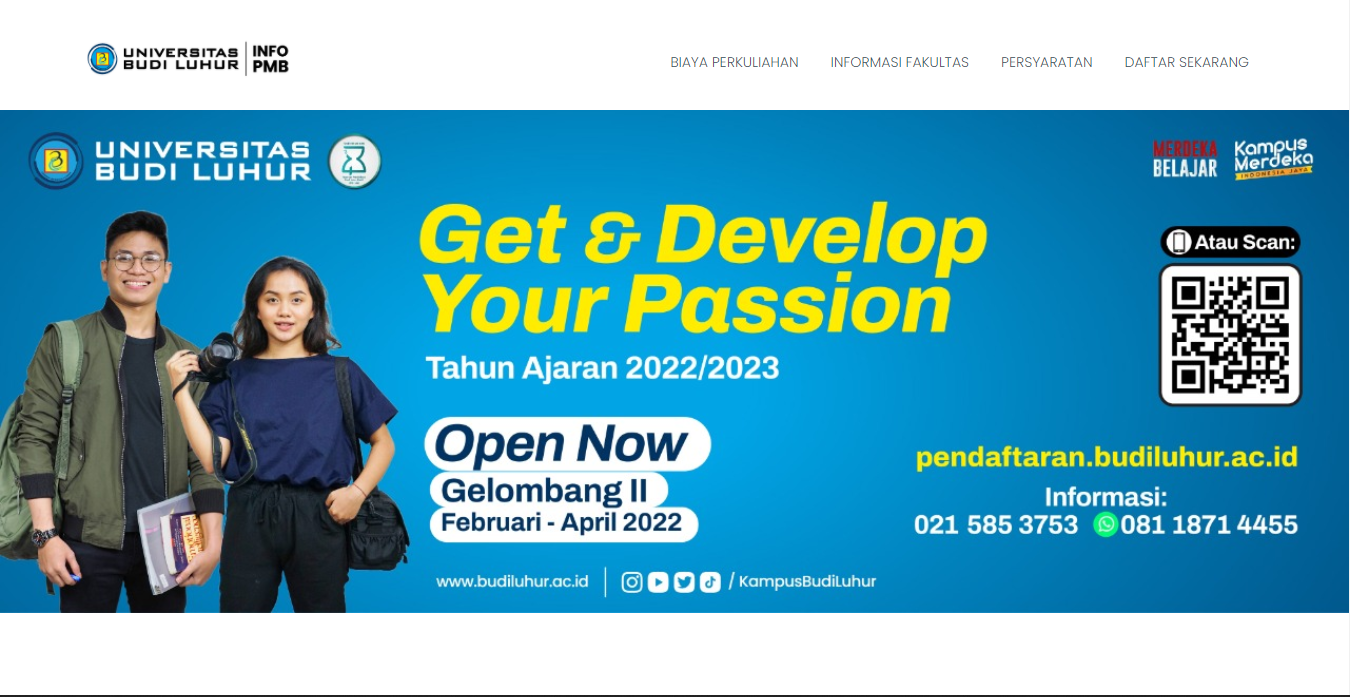 UNIVERSITAS
BUDI LUHUR
INFO
PMB
BIAYA PERKULIAHAN
INFORMASI FAKULTAS
PERSYARATAN
DAFTAR SEKARANG
UNIVERSITAS
BUDI LUHUR
MERDEKA
BELAJAR
Kampus
Merdeka
INDONESIA JAYA
Get & Develop
Your Passion
Tahun Ajaran 2022/2023
Atau Scan:
Open Now
Gelombang II
Februari - April 2022
pendaftaran.budiluhur.ac.id
Informasi:
021 585 3753 081 1871 4455
www.budiluhur.ac.id
/ KampusBudiLuhur